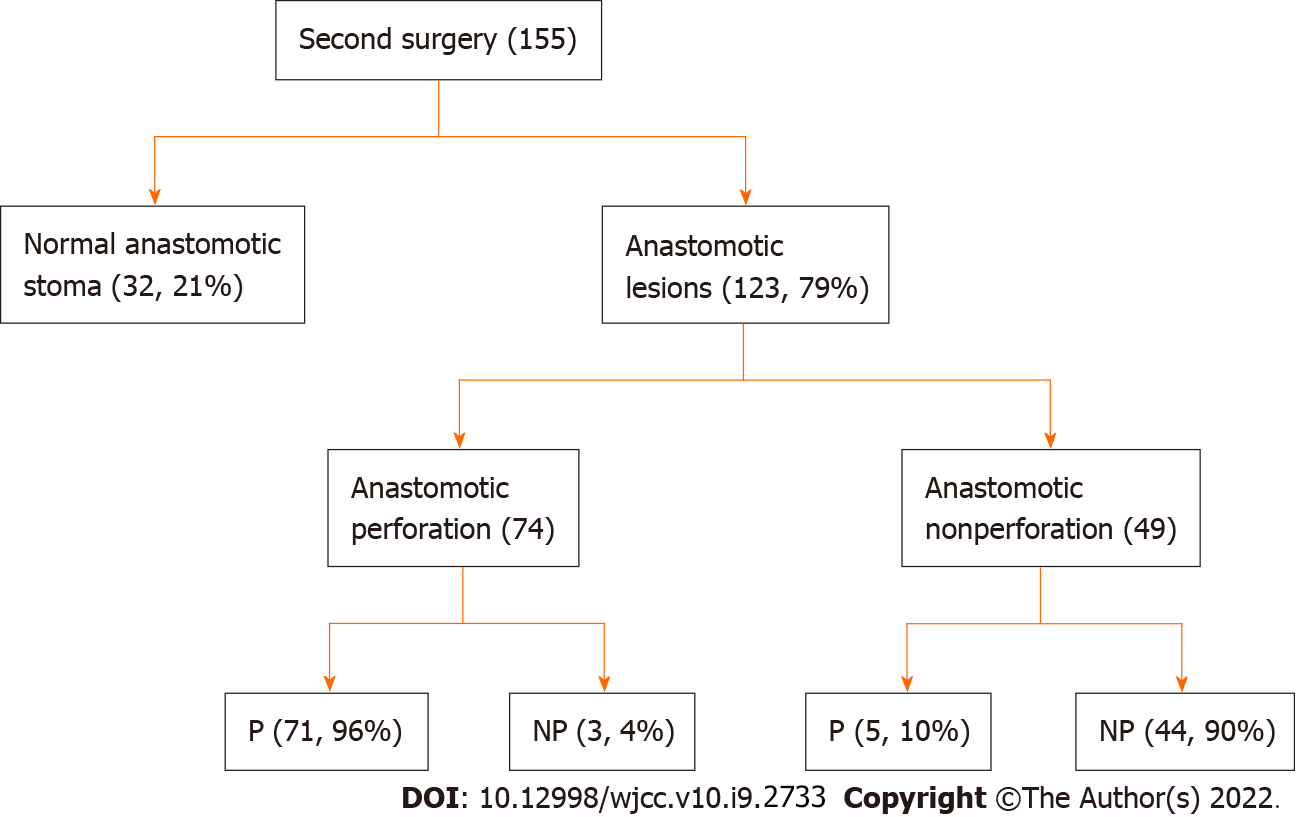 Second surgery (155)
Normal anastomotic
stoma (32, 21%)
Anastomotic
lesions (123, 79%)
Anastomotic
perforation (74)
Anastomotic
nonperforation (49)
P (71, 96%)
NP (3, 4%)
P (5, 10%)
NP (44, 90%)
DOI: 10.12998/wjcc.v10.i9.2733 Copyright ©The Author(s) 2022.